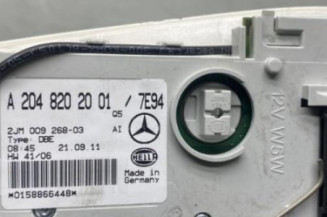 A 204 820 20 01 / 7E94
Q5
2JM 009 268-03 AI
Type: DBE
08:45 21.09.11
HW 41/06
HELLA
Made in
Germany
*0158866448*
12V W5W